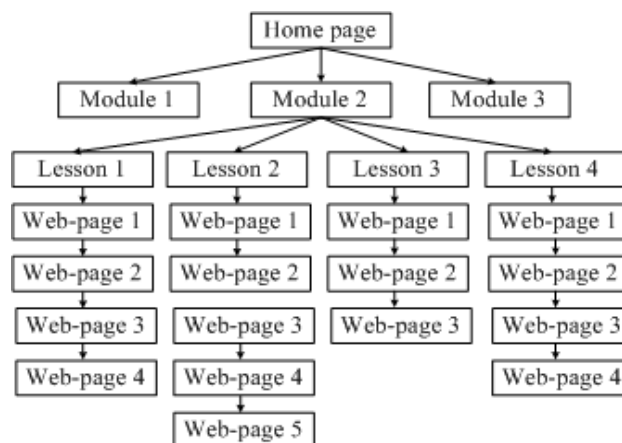 Home page
Module 1 Module 2 Module 3
Lesson 1 Lesson 2 Lesson 3 Lesson 4
Web-page 1 Web-page 1 Web-page 1 Web-page 1
Web-page 2 Web-page 2 Web-page 2 Web-page 2
Web-page 3 Web-page 3 Web-page 3 Web-page 3
Web-page 4 Web-page 4 Web-page 4
Web-page 5